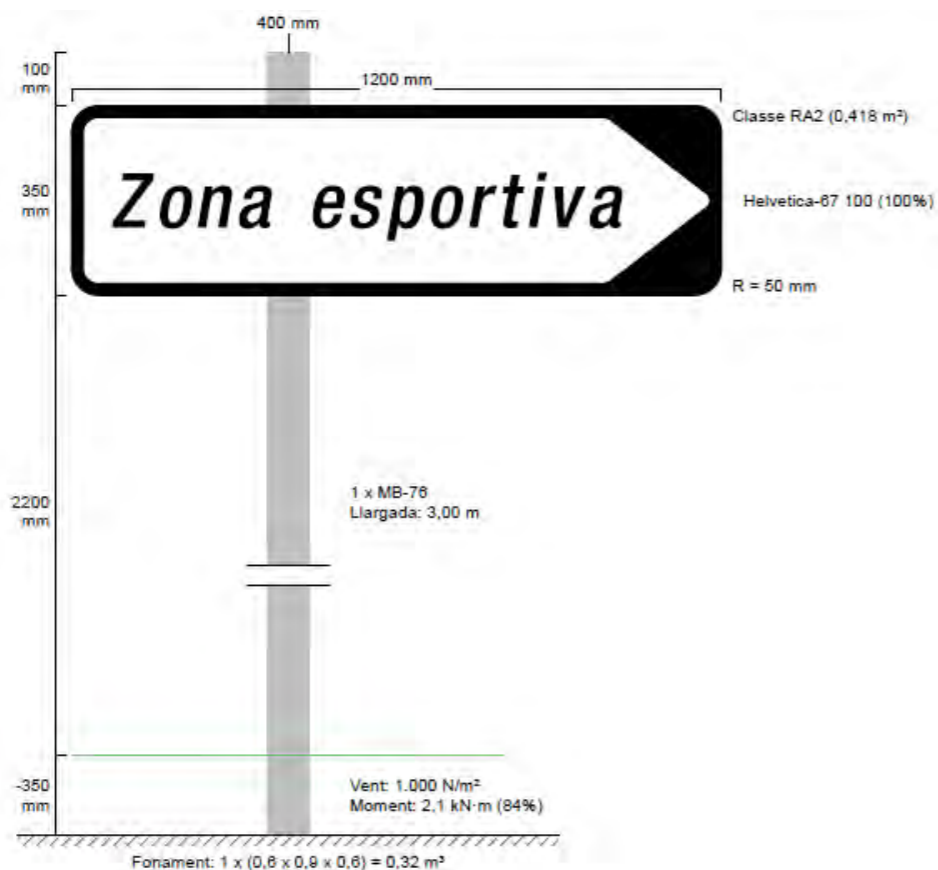 400 mm
100
mm
1200 mm
Classe RA2 (0,418 m²)
350
mm
Zona esportiva
Helvetica-67 100 (100%)
R = 50 mm
2200
mm
1 x MB-76
Llargada: 3,00 m
-350
mm
Vent: 1.000 N/m²
Moment: 2,1 kN·m (84%)
Fonament: 1 x (0,6 x 0,9 x 0,6) = 0,32 m³